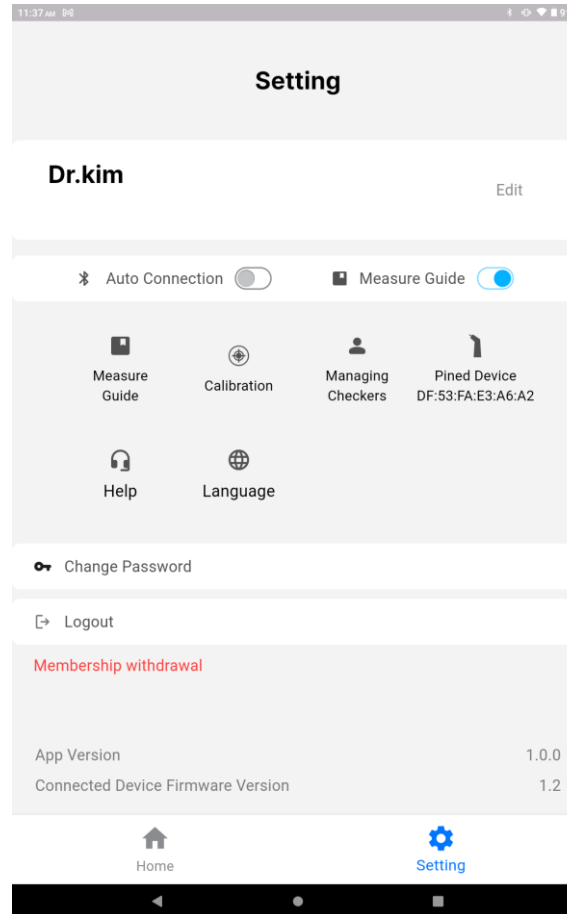 11:37 AM
9
Setting
Dr.kim
Edit
Auto Connection
Measure Guide
Measure
Guide
Calibration
Managing
Checkers
Pined Device
DF:53:FA:E3:A6:A2
Help
Language
Change Password
Logout
Membership withdrawal
App Version 1.0.0
Connected Device Firmware Version 1.2
Home
Setting